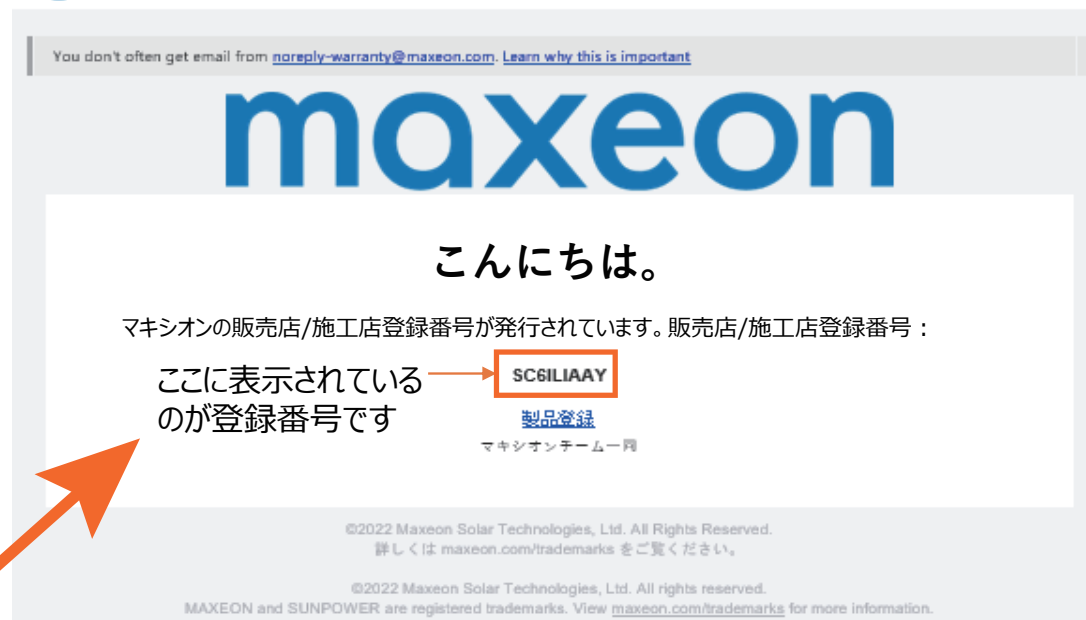 You don't often get email from noreply-warranty@maxeon.com. Learn why this is important
maxeon
こんにちは。
マキシオンの販売店/施工店登録番号が発行されています。販売店/施工店登録番号：
ここに表示されている
のが登録番号です
SC6ILIAAY
製品登録
マキシオンチーム一同
©2022 Maxeon Solar Technologies, Ltd. All Rights Reserved.
詳しくは maxeon.com/trademarks をご覧ください。
©2022 Maxeon Solar Technologies, Ltd. All rights reserved.
MAXEON and SUNPOWER are registered trademarks. View maxeon.com/trademarks for more information.